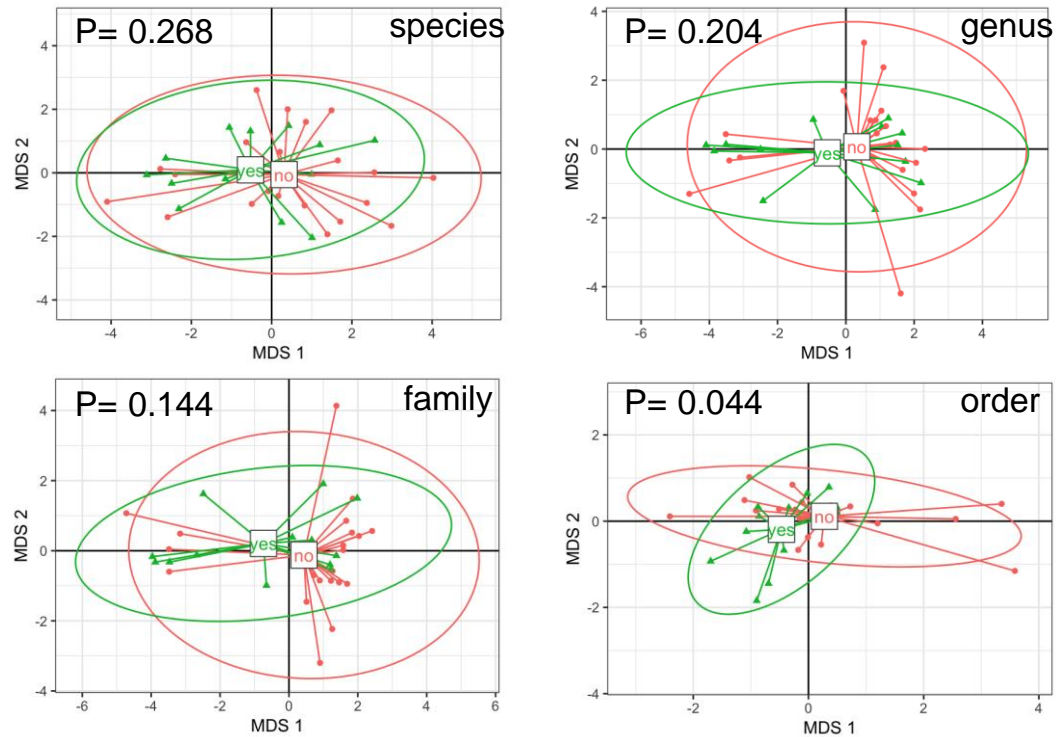 P= 0.268 species
4
2
0
-2
-4
MDS 2
yes no
-4 -2 0 2 4
MDS 1
P= 0.204 genus
4
2
0
-2
-4
MDS 2
yes no
-6 -4 -2 0 2 4
MDS 1
P= 0.144 family
4
2
0
-2
-4
MDS 2
yes
no
-6 -4 -2 0 2 4 6
MDS 1
P= 0.044 order
2
0
-2
-4
MDS 2
no
yes
-2 0 2 4
MDS 1